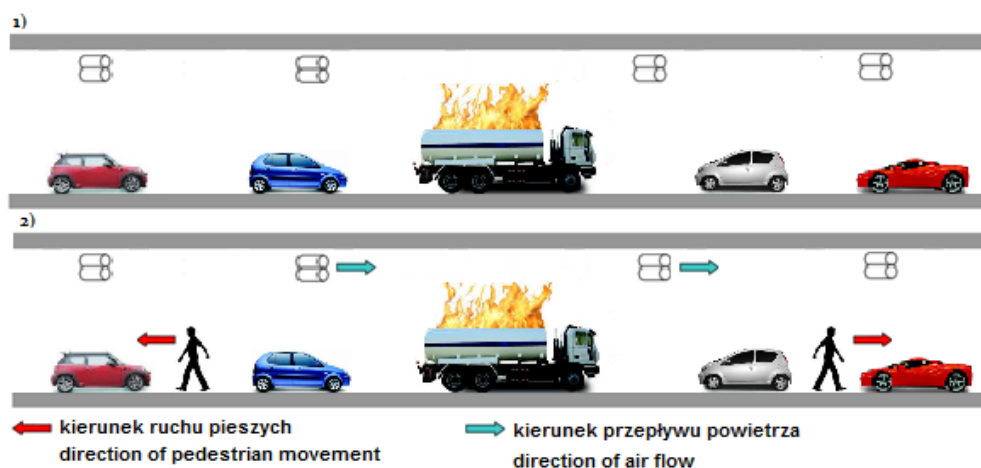 1)
2)
kierunek ruchu pieszych
direction of pedestrian movement
kierunek przepływu powietrza
direction of air flow